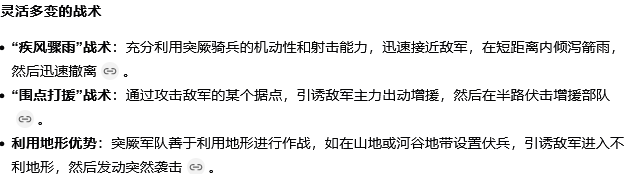 灵活多变的战术
• “疾风骤雨”战术：充分利用突厥骑兵的机动性和射击能力，迅速接近敌军，在短距离内倾泻箭雨，
然后迅速撤离 。
• “围点打援”战术：通过攻击敌军的某个据点，引诱敌军主力出动增援，然后在半路伏击增援部队
。
• 利用地形优势：突厥军队善于利用地形进行作战，如在山地或河谷地带设置伏兵，引诱敌军进入不
利地形，然后发动突然袭击 。